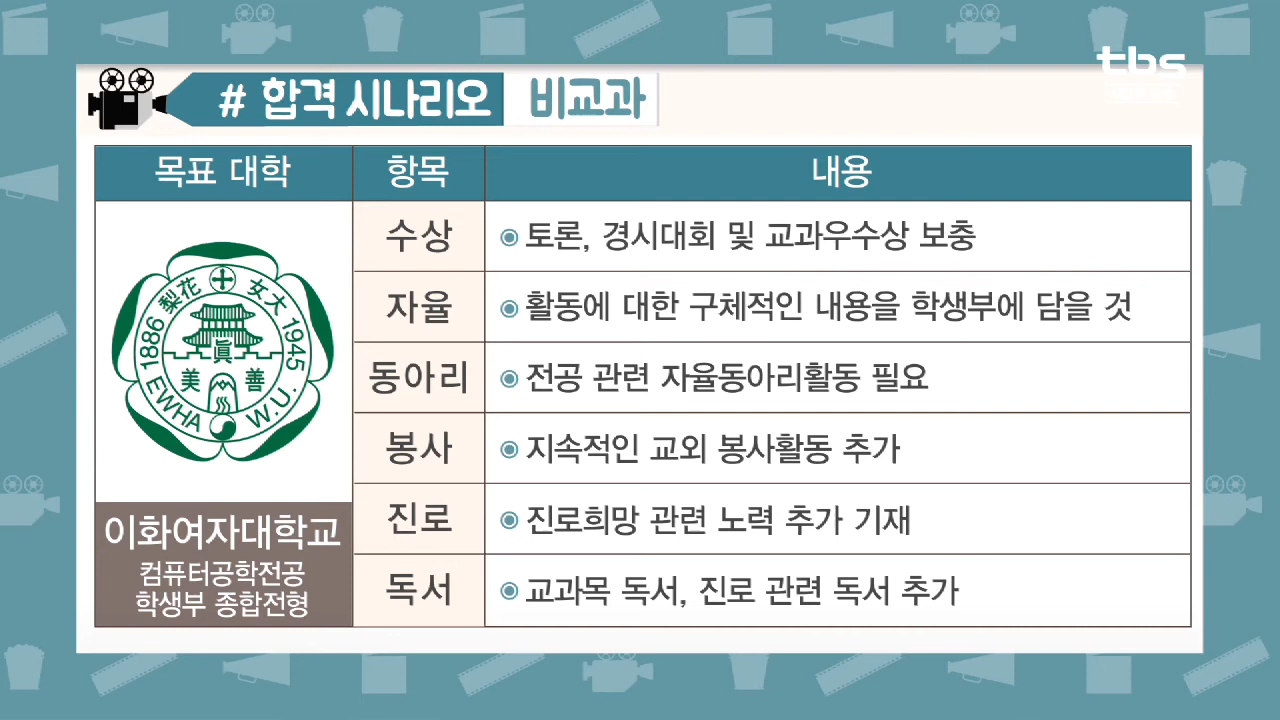 tbs
# 합격 시나리오 비교과
목표 대학 항목 내용
수상 토론, 경시대회 및 교과우수상 보충
자율 활동에 대한 구체적인 내용을 학생부에 담을 것
동아리 전공 관련 자율동아리활동 필요
봉사 지속적인 교외 봉사활동 추가
진로 진로희망 관련 노력 추가 기재
독서 교과목 독서, 진로 관련 독서 추가
梨花 女大
1886 1945
眞
美 善
EWHA W.U.
이화여자대학교
컴퓨터공학전공
학생부 종합전형